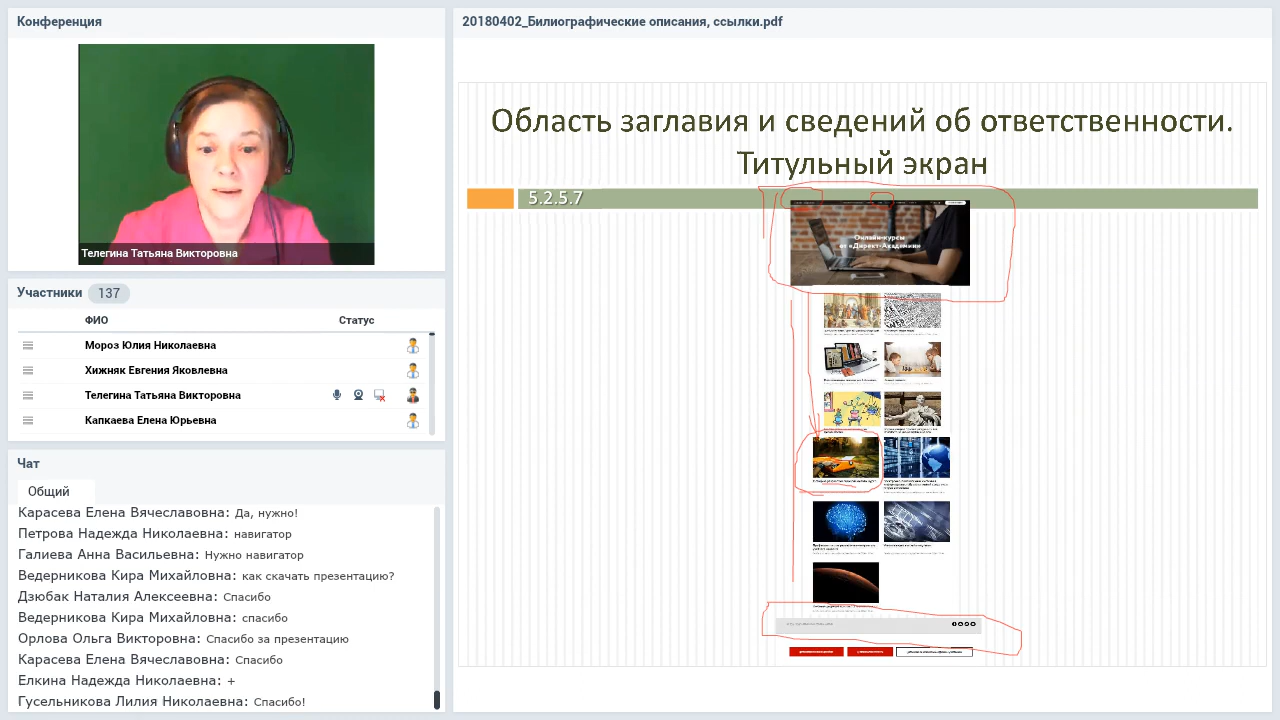 Конференция
Телегина Татьяна Викторовна
Участники 137
ФИО Статус
Мороз Юлия Николаевна
Хижняк Евгения Яковлевна
Телегина Татьяна Викторовна
Капкаева Елена Юрьевна
Чат
Общий
Карасева Елена Вячеславовна: Да, нужно!
Петрова Надежда Николаевна: навигатор
Галиева Анна Васильевна: Нужно навигатор
Ведерникова Кира Михайловна: как скачать презентацию?
Дзюбак Наталия Алексеевна: Спасибо
Ведерникова Кира Михайловна: спасибо
Орлова Ольга Викторовна: Спасибо за презентацию
Карасева Елена Вячеславовна: Спасибо
Елкина Надежда Николаевна: +
Гусельникова Лилия Николаевна: Спасибо!
20180402_Билиографические описания, ссылки.pdf
Область заглавия и сведений об ответственности.
Титульный экран
5.2.5.7
Онлайн-курсы
от «Директ-Академии»